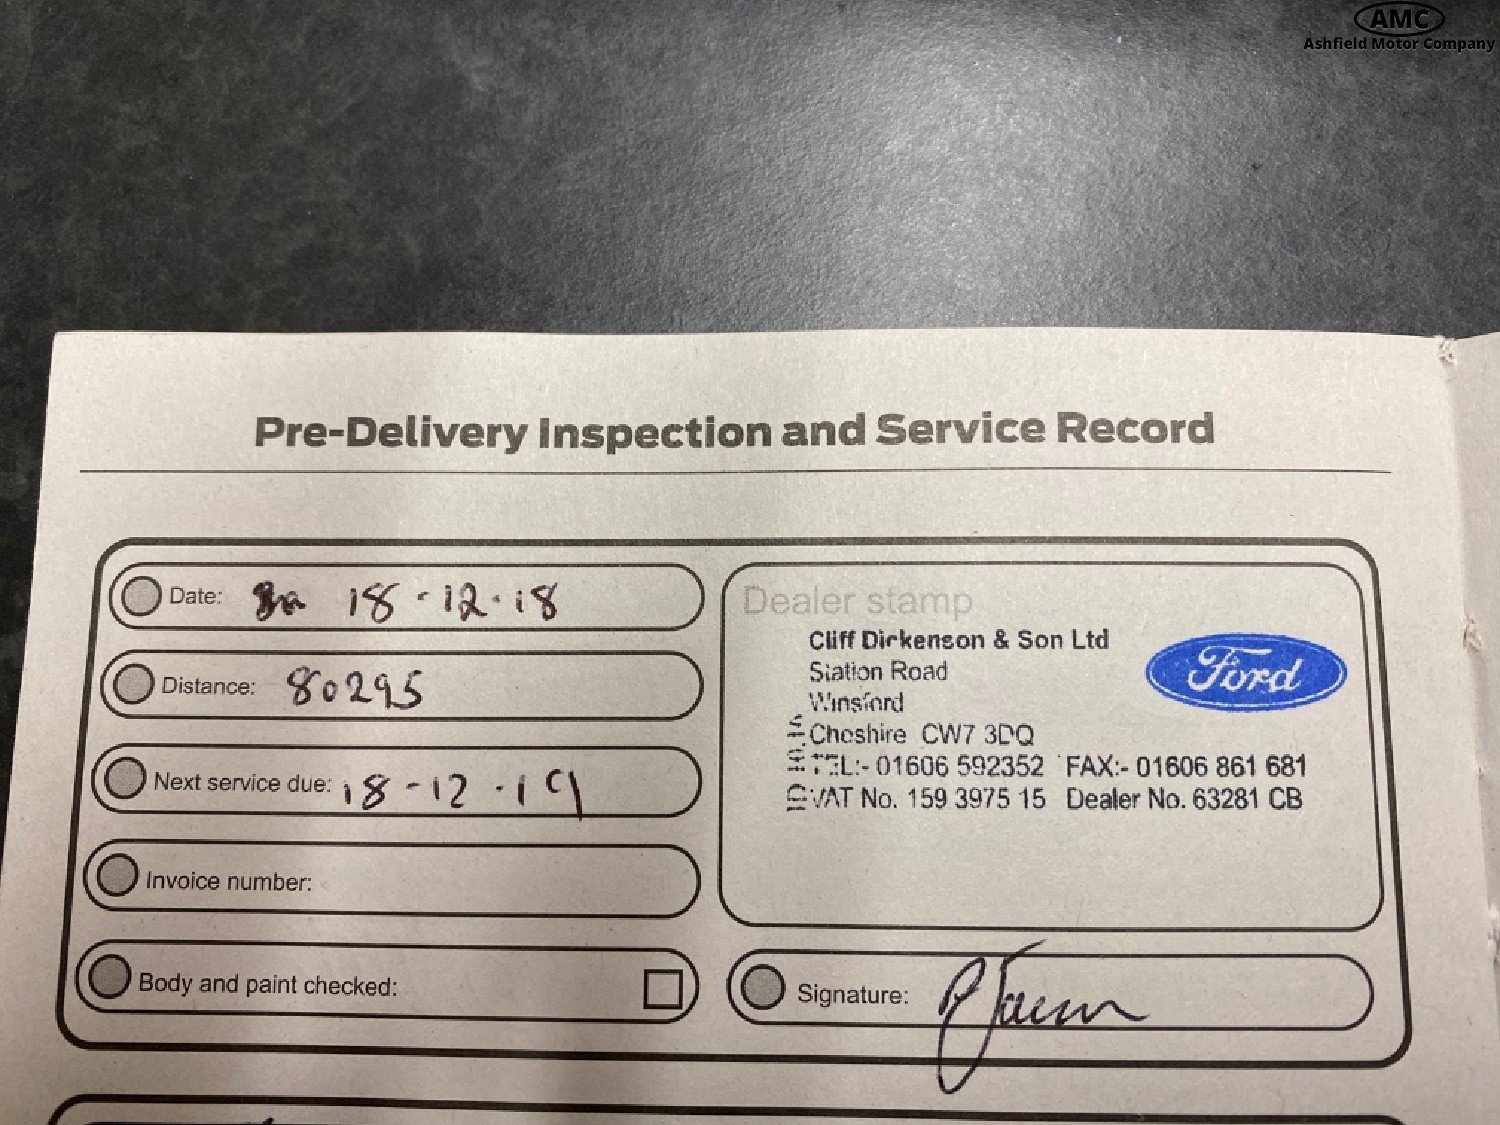 AMC
Ashfield Motor Company
Pre-Delivery Inspection and Service Record
Date: 18-12-18
Distance: 80295
Next service due: 18-12-19
Invoice number:
Body and paint checked:
Dealer stamp
Cliff Dirkenson & Son Ltd
Station Road
Winsford
Cheshire CW7 3DQ
TEL:- 01606 592352 FAX:- 01606 861 681
VAT No. 159 3975 15 Dealer No. 63281 CB
Ford
Signature: